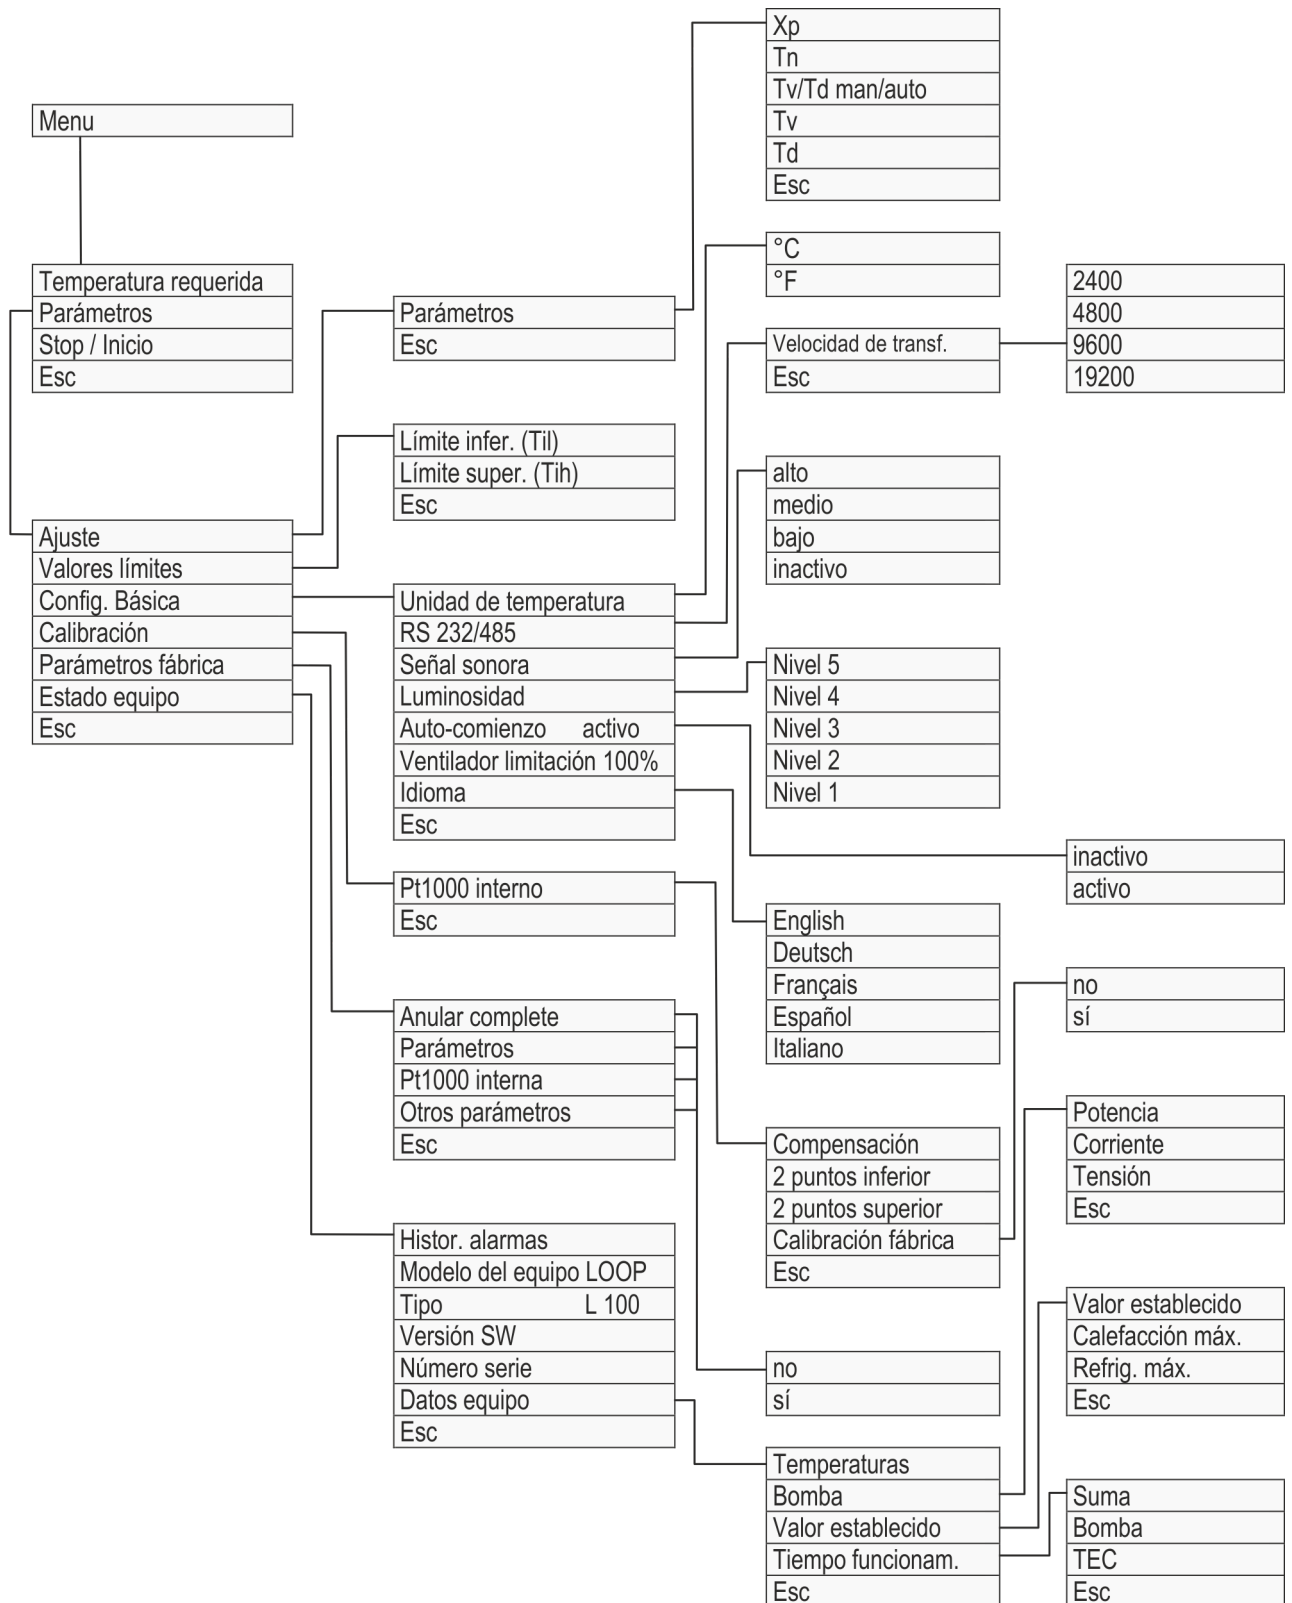 Menu
Temperatura requerida
Parámetros
Stop / Inicio
Esc
Ajuste
Valores límites
Config. Básica
Calibración
Parámetros fábrica
Estado equipo
Esc
Parámetros
Esc
Límite infer. (Til)
Límite super. (Tih)
Esc
Unidad de temperatura
RS 232/485
Señal sonora
Luminosidad
Auto-comienzo activo
Ventilador limitación 100%
Idioma
Esc
Pt1000 interno
Esc
Anular complete
Parámetros
Pt1000 interna
Otros parámetros
Esc
Histor. alarmas
Modelo del equipo LOOP
Tipo L 100
Versión SW
Número serie
Datos equipo
Esc
Xp
Tn
Tv/Td man/auto
Tv
Td
Esc
°C
°F
Velocidad de transf.
Esc
alto
medio
bajo
inactivo
Nivel 5
Nivel 4
Nivel 3
Nivel 2
Nivel 1
English
Deutsch
Français
Español
Italiano
Compensación
2 puntos inferior
2 puntos superior
Calibración fábrica
Esc
no
sí
Temperaturas
Bomba
Valor establecido
Tiempo funcionam.
Esc
2400
4800
9600
19200
inactivo
activo
no
sí
Potencia
Corriente
Tensión
Esc
Valor establecido
Calefacción máx.
Refrig. máx.
Esc
Suma
Bomba
TEC
Esc